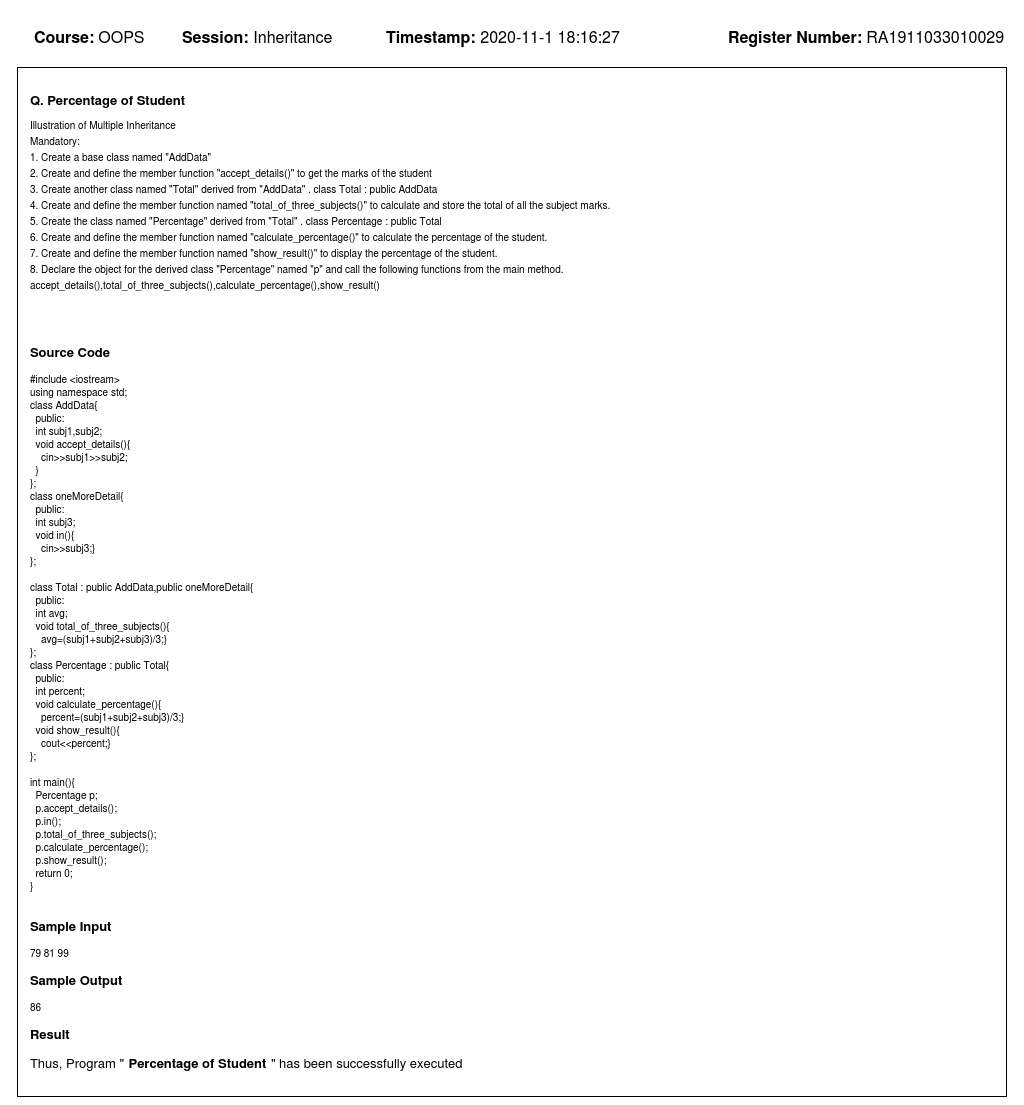 Course: OOPS Session: Inheritance Timestamp: 2020-11-1 18:16:27 Register Number: RA1911033010029
Q. Percentage of Student
Illustration of Multiple Inheritance
Mandatory:
1. Create a base class named "AddData"
2. Create and define the member function "accept_details()" to get the marks of the student
3. Create another class named "Total" derived from "AddData" . class Total : public AddData
4. Create and define the member function named "total_of_three_subjects()" to calculate and store the total of all the subject marks.
5. Create the class named "Percentage" derived from "Total" . class Percentage : public Total
6. Create and define the member function named "calculate_percentage()" to calculate the percentage of the student.
7. Create and define the member function named "show_result()" to display the percentage of the student.
8. Declare the object for the derived class "Percentage" named "p" and call the following functions from the main method.
accept_details(),total_of_three_subjects(),calculate_percentage(),show_result()
Source Code
#include <iostream>
using namespace std;
class AddData{
  public:
  int subj1,subj2;
  void accept_details(){
    cin>>subj1>>subj2;
  }
};
class oneMoreDetail{
  public:
  int subj3;
  void in(){
    cin>>subj3;}
};
class Total : public AddData,public oneMoreDetail{
  public:
  int avg;
  void total_of_three_subjects(){
    avg=(subj1+subj2+subj3)/3;}
};
class Percentage : public Total{
  public:
  int percent;
  void calculate_percentage(){
    percent=(subj1+subj2+subj3)/3;}
  void show_result(){
    cout<<percent;}
};
int main(){
  Percentage p;
  p.accept_details();
  p.in();
  p.total_of_three_subjects();
  p.calculate_percentage();
  p.show_result();
  return 0;
}
Sample Input
79 81 99
Sample Output
86
Result
Thus, Program " Percentage of Student " has been successfully executed